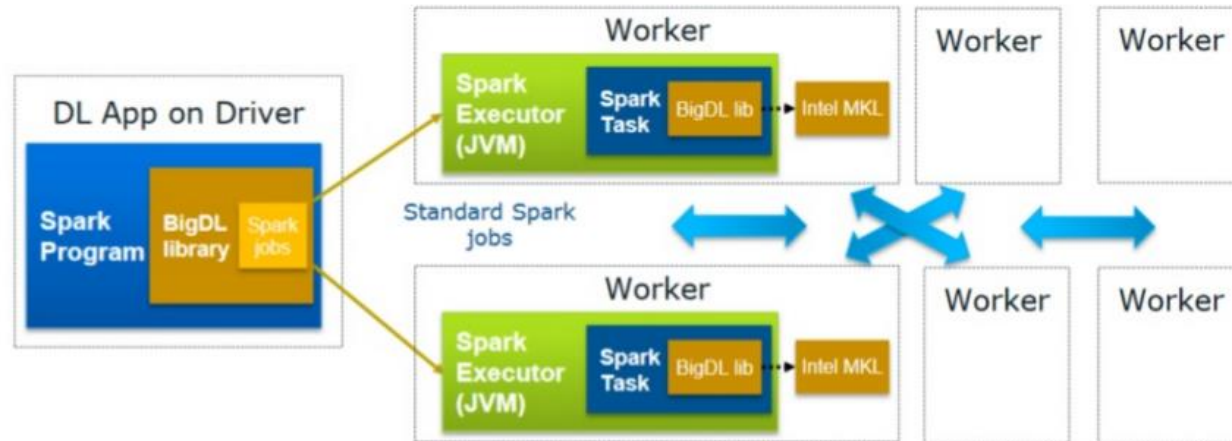 DL App on Driver
Spark
Program
BigDL
library
Spark
jobs
Worker
Spark
Executor
(JVM)
Spark
Task
BigDL lib
Intel MKL
Worker
Worker
Standard Spark
jobs
Worker
Spark
Executor
(JVM)
Spark
Task
BigDL lib
Intel MKL
Worker
Worker